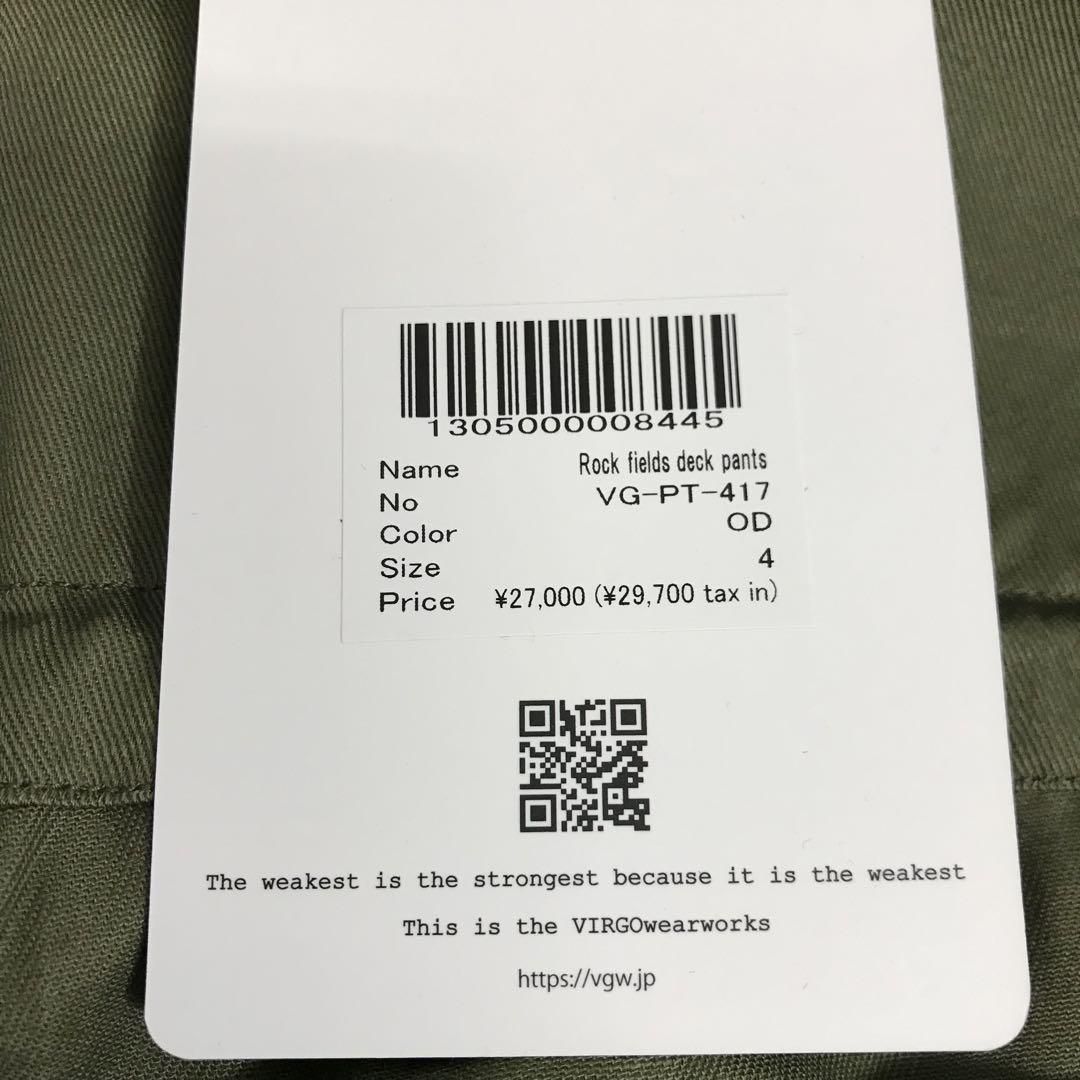 1305000008445
Name Rock fields deck pants
No VG-PT-417
Color OD
Size 4
Price ¥27,000 (¥29,700 tax in)
The weakest is the strongest because it is the weakest
This is the VIRGOwearworks
https://vgw.jp